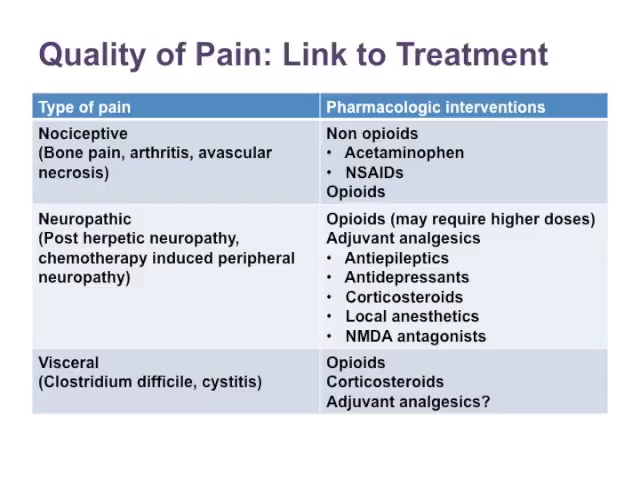 Quality of Pain: Link to Treatment
Type of pain
Pharmacologic interventions
Nociceptive
(Bone pain, arthritis, avascular
necrosis)
Non opioids
• Acetaminophen
• NSAIDs
Opioids
Neuropathic
(Post herpetic neuropathy,
chemotherapy induced peripheral
neuropathy)
Opioids (may require higher doses)
Adjuvant analgesics
• Antiepileptics
• Antidepressants
• Corticosteroids
• Local anesthetics
• NMDA antagonists
Visceral
(Clostridium difficile, cystitis)
Opioids
Corticosteroids
Adjuvant analgesics?